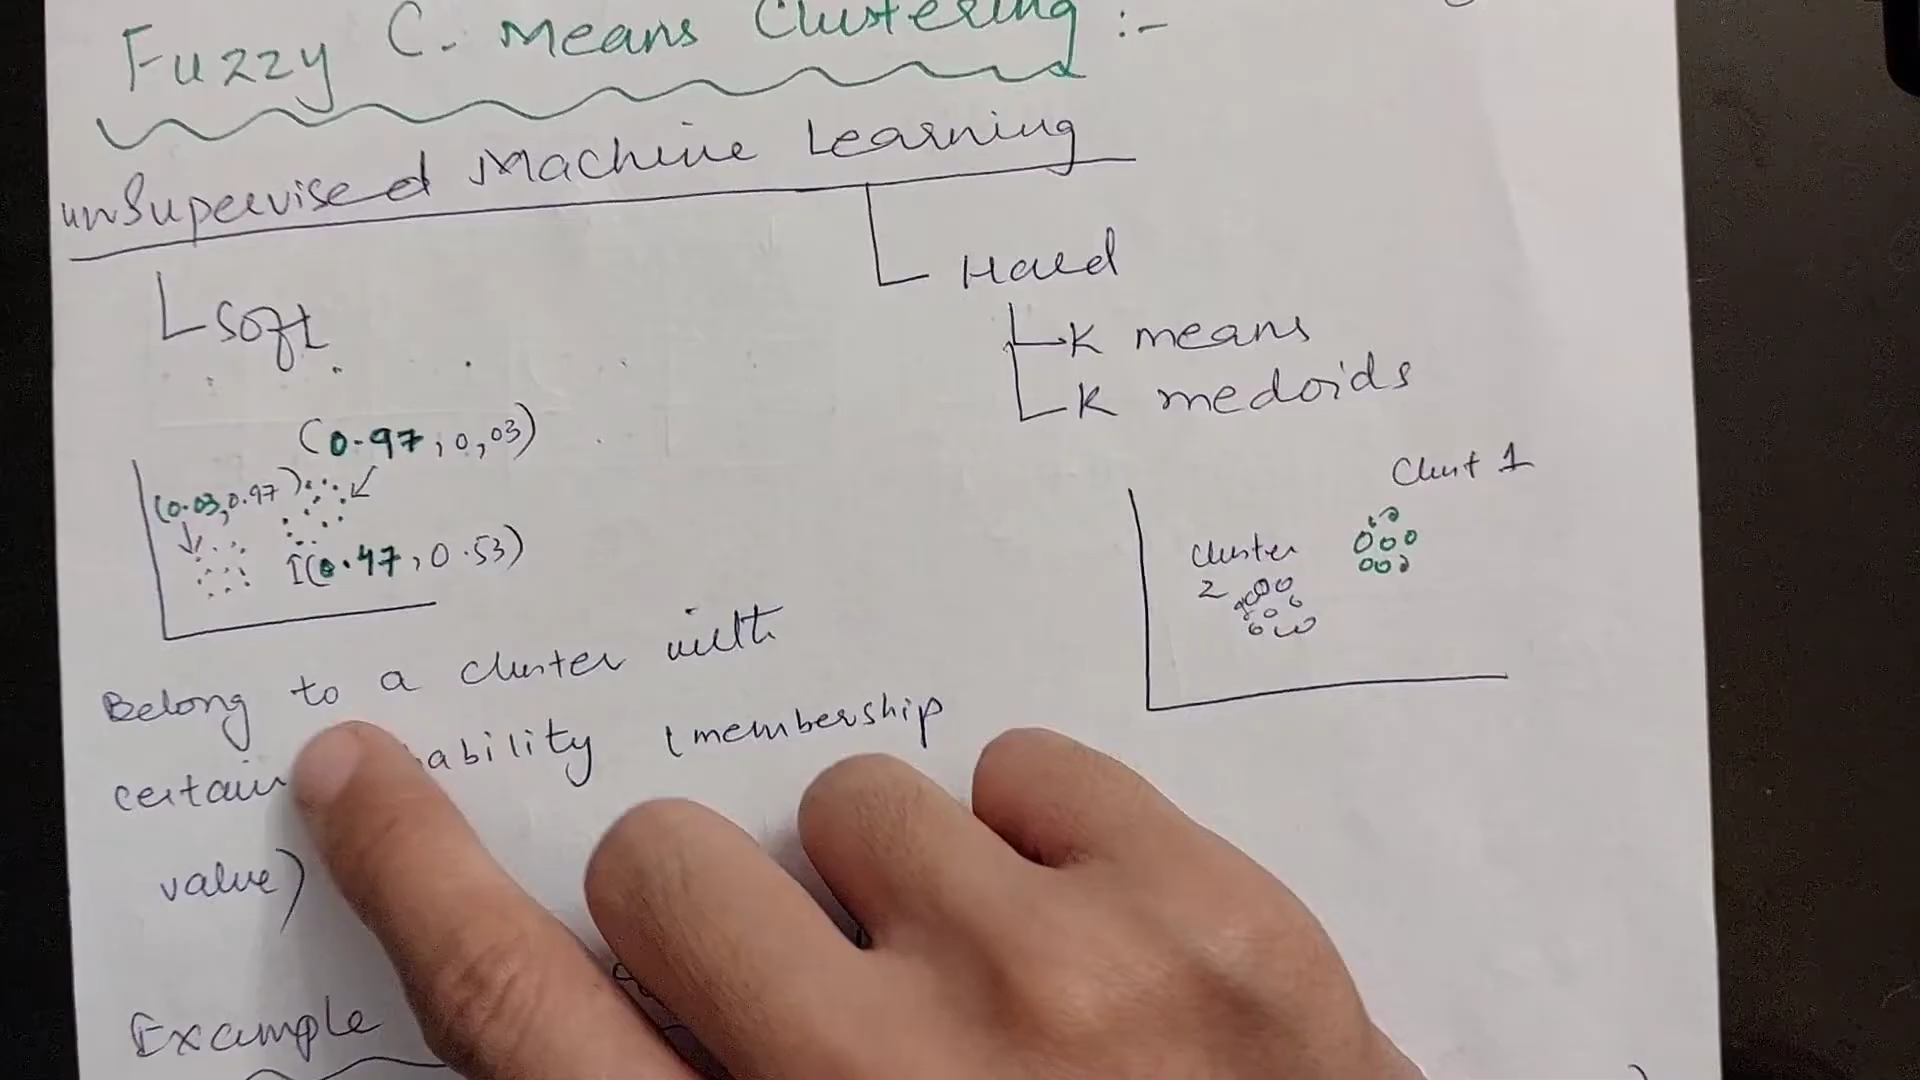 Fuzzy C. Means Clustering :-
unSupervised Machine Learning
Soft
Hard
K means
K medoids
(0.97, 0,03)
(0.03,0.97)
(0.47, 0.53)
Clust 1
cluster
2
Belong to a cluster with
certain ability (membership
value)
Example